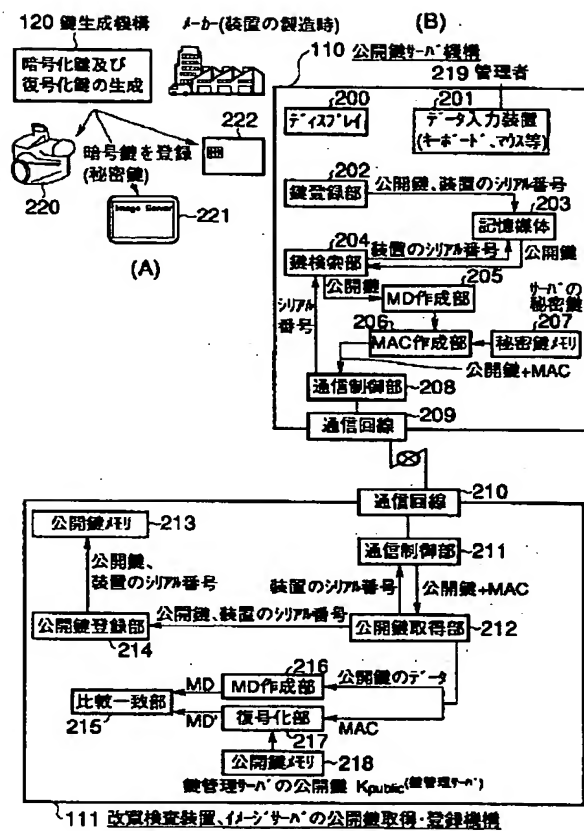 120 鍵生成機構
メーカー(装置の製造時)
(B)
暗号化鍵及び
復号化鍵の生成
110 公開鍵サーバ機構
219 管理者
222
暗号鍵を登録
(秘密鍵)
220
Image Server
221
(A)
200
ディスプレイ
201
データ入力装置
(キーボード、マウス等)
202
鍵登録部
公開鍵、装置のシリアル番号
203
記憶媒体
204
鍵検索部
装置のシリアル番号
公開鍵
公開鍵
205
MD作成部
シリアル
番号
サーバの
秘密鍵
206
MAC作成部
207
秘密鍵メモリ
公開鍵+MAC
通信制御部
208
209
通信回線
210
通信回線
公開鍵メモリ
213
通信制御部
211
公開鍵、
装置のシリアル番号
装置のシリアル番号
公開鍵+MAC
公開鍵登録部
公開鍵、装置のシリアル番号
公開鍵取得部
212
214
216
MD
MD作成部
公開鍵のデータ
比較一致部
215
MD'
復号化部
MAC
217
公開鍵メモリ
218
鍵管理サーバの公開鍵 Kpublic(鍵管理サーバ)
111 改竄検査装置、イメージサーバの公開鍵取得・登録機構